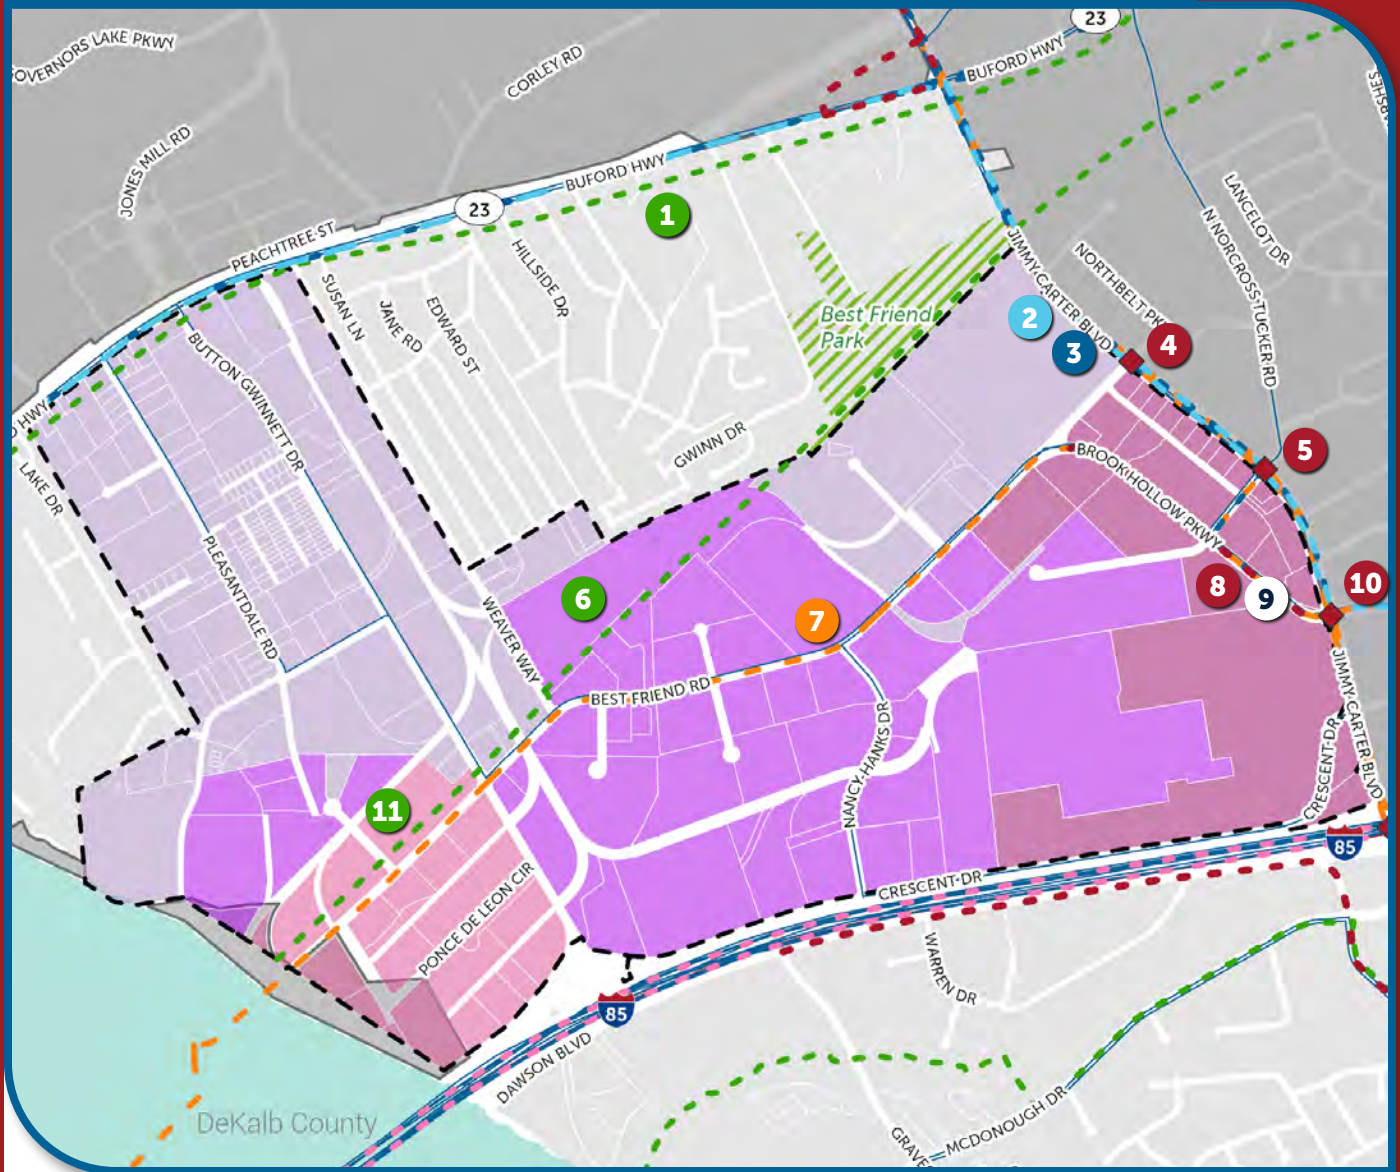 23
BUFORD HWY
OVERNORS LAKE PKWY
CORLEY RD
JONES MILL RD
BUFORD HWY
23
1
PEACHTREE ST
LANCELOT DR
N NORCROSS-TUCKER RD
JIMMY CARTER BLVD
NORTHBELT PK
HILLSIDE DR
SUSAN LN
JANE RD
EDWARD ST
Best Friend
Park
2
3
4
BUTTON GWINNETT DR
D HWY
LAKE DR
GWINN DR
5
BROOK HOLLOW PKWY
PLEASANTDALE RD
WEAVER WAY
6
7
8
9
10
BEST FRIEND RD
NANCY HANKS DR
JIMMY CARTER BLVD
CRESCENT DR
11
85
CRESCENT DR
PONCE DE LEON CIR
WARREN DR
85
DAWSON BLVD
DeKalb County
MCDONOUGH DR
GRAVE